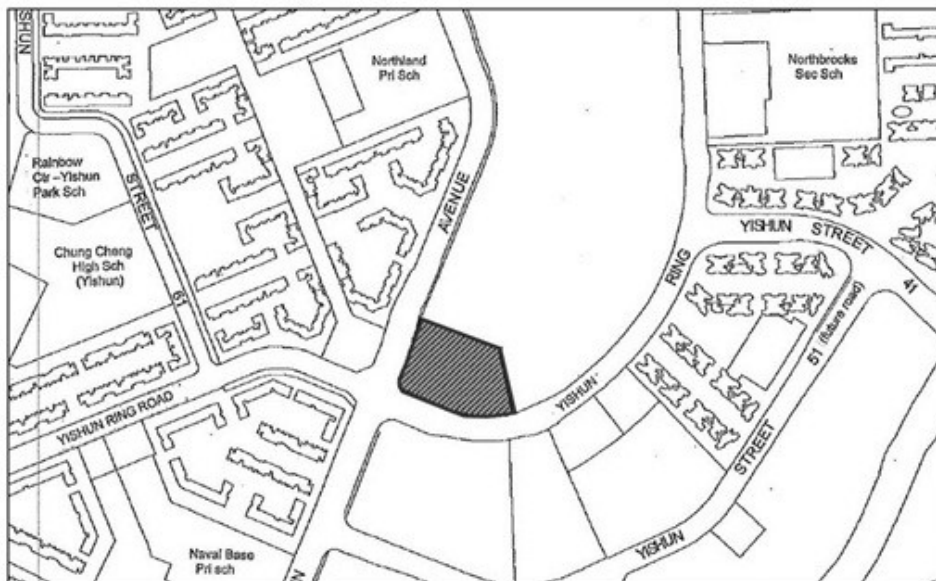 SHUN
Northland
Pri Sch
Northbrooks
Sec Sch
Rainbow
Ctr - Yishun
Park Sch
STREET
AVENUE
Chung Cheng
High Sch
(Yishun)
61
YISHUN STREET
41
RING
51 (future road)
YISHUN
YISHUN RING ROAD
STREET
YISHUN
Naval Base
Pri sch